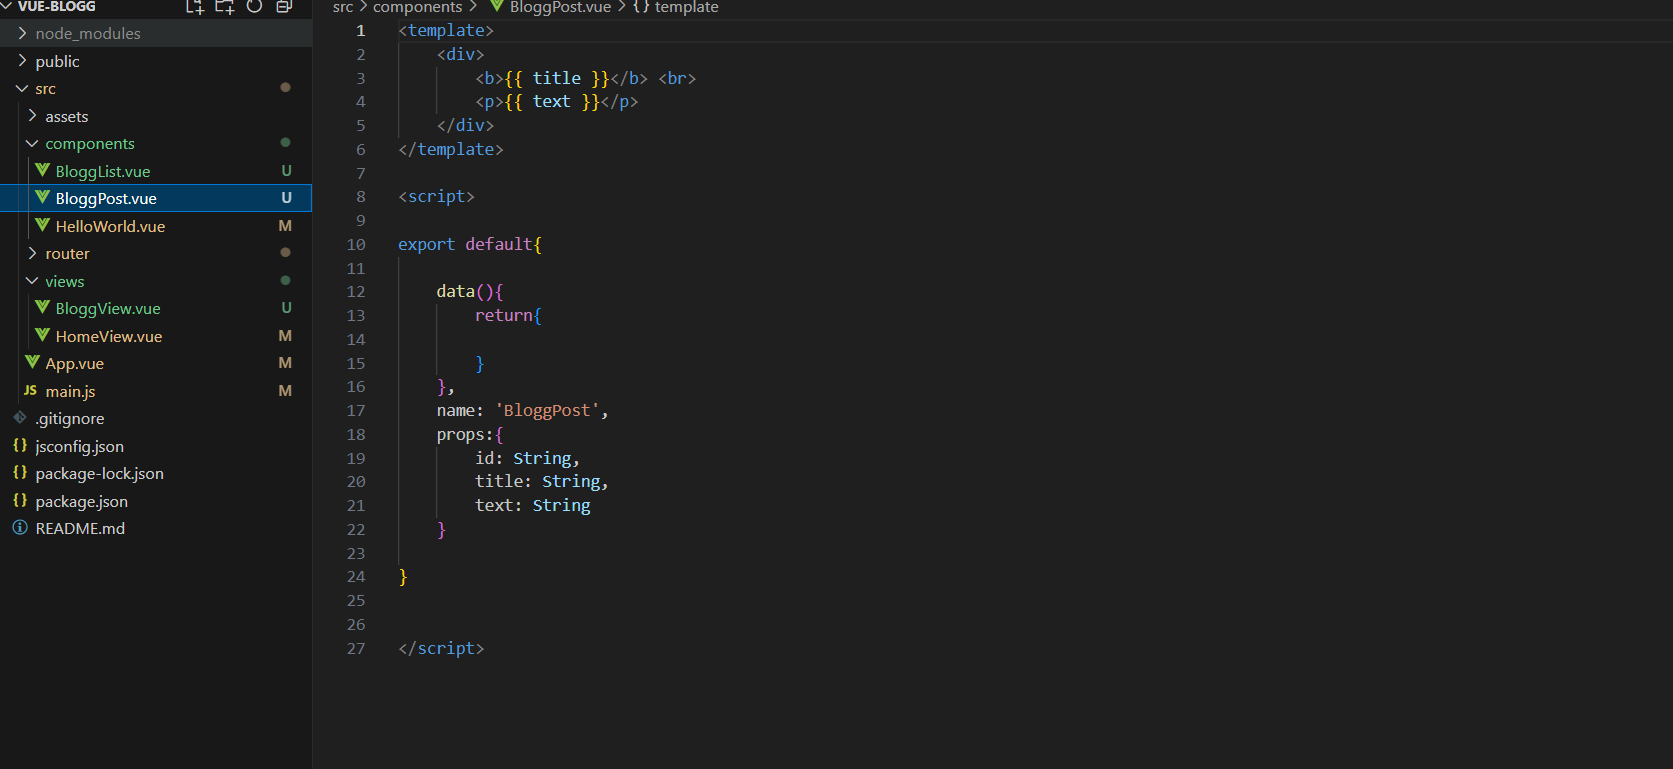 VUE-BLOGG
node_modules
public
src
assets
components
BloggList.vue U
BloggPost.vue U
HelloWorld.vue M
router
views
BloggView.vue U
HomeView.vue M
App.vue M
JS main.js M
.gitignore
{} jsconfig.json
{} package-lock.json
{} package.json
README.md
src > components > BloggPost.vue > {} template
1 <template>
2 <div>
3 <b>{{ title }}</b> <br>
4 <p>{{ text }}</p>
5 </div>
6 </template>
7
8 <script>
9
10 export default{
11
12 data(){
13 return{
14
15 }
16 },
17 name: 'BloggPost',
18 props:{
19 id: String,
20 title: String,
21 text: String
22 }
23
24 }
25
26
27 </script>